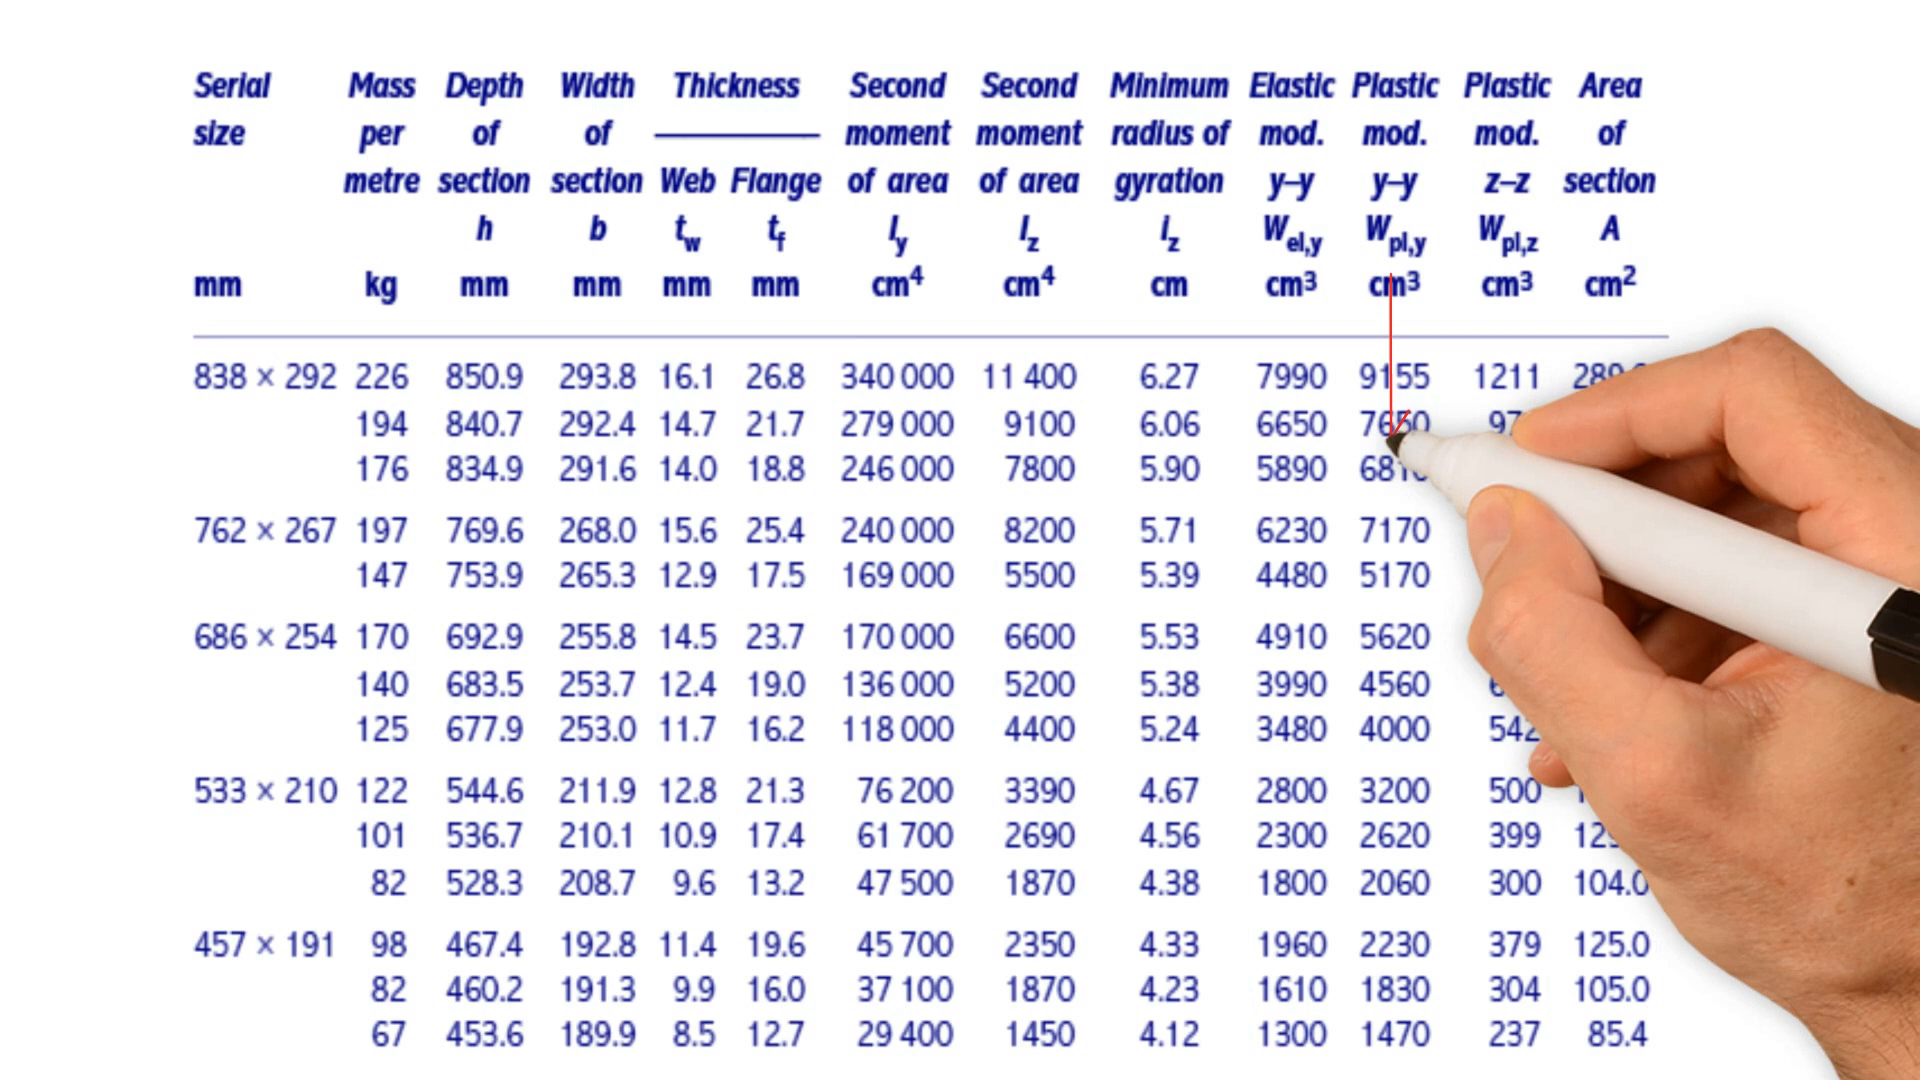 Serial Mass Depth Width Thickness Second Second Minimum Elastic Plastic Plastic Area
size per of of moment moment radius of mod. mod. mod. of
metre section section Web Flange of area of area gyration y–y y–y z–z section
h b tw tf Iy Iz iz Wel,y Wpl,y Wpl,z A
mm kg mm mm mm mm cm4 cm4 cm cm3 cm3 cm3 cm2
838 × 292 226 850.9 293.8 16.1 26.8 340 000 11 400 6.27 7990 9155 1211
194 840.7 292.4 14.7 21.7 279 000 9100 6.06 6650 7650
176 834.9 291.6 14.0 18.8 246 000 7800 5.90 5890
762 × 267 197 769.6 268.0 15.6 25.4 240 000 8200 5.71 6230 7170
147 753.9 265.3 12.9 17.5 169 000 5500 5.39 4480 5170
686 × 254 170 692.9 255.8 14.5 23.7 170 000 6600 5.53 4910 5620
140 683.5 253.7 12.4 19.0 136 000 5200 5.38 3990 4560
125 677.9 253.0 11.7 16.2 118 000 4400 5.24 3480 4000 542
533 × 210 122 544.6 211.9 12.8 21.3 76 200 3390 4.67 2800 3200 500
101 536.7 210.1 10.9 17.4 61 700 2690 4.56 2300 2620 399
82 528.3 208.7 9.6 13.2 47 500 1870 4.38 1800 2060 300 104.0
457 × 191 98 467.4 192.8 11.4 19.6 45 700 2350 4.33 1960 2230 379 125.0
82 460.2 191.3 9.9 16.0 37 100 1870 4.23 1610 1830 304 105.0
67 453.6 189.9 8.5 12.7 29 400 1450 4.12 1300 1470 237 85.4